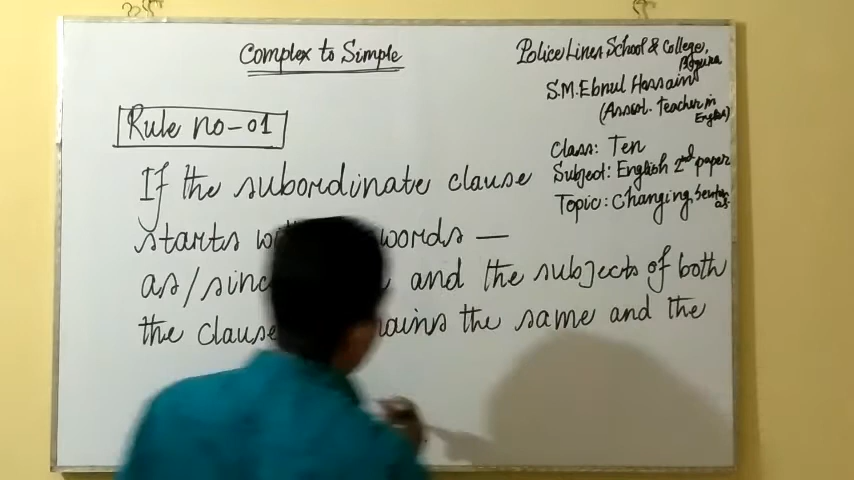 Complex to Simple
Police Lines School & College,
Bogura
S.M. Ebnul Hossain
(Assist. Teacher in
English)
Class: Ten
Subject: English 2nd paper
Topic: Changing Senten
Rule no-01
If the subordinate clause
starts words —
as/sinc and the subjects of both
the clause the same and the